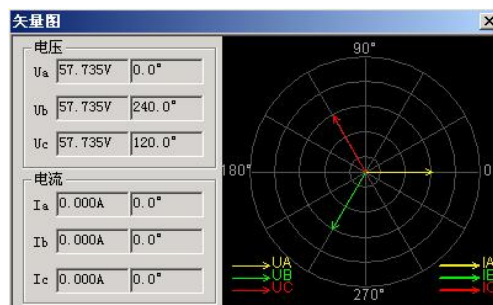 矢量图
电压
Ua 57.735V 0.0°
Ub 57.735V 240.0°
Uc 57.735V 120.0°
电流
Ia 0.000A 0.0°
Ib 0.000A 0.0°
Ic 0.000A 0.0°
90°
180°
0
270°
UA
UB
UC
IA
IB
IC